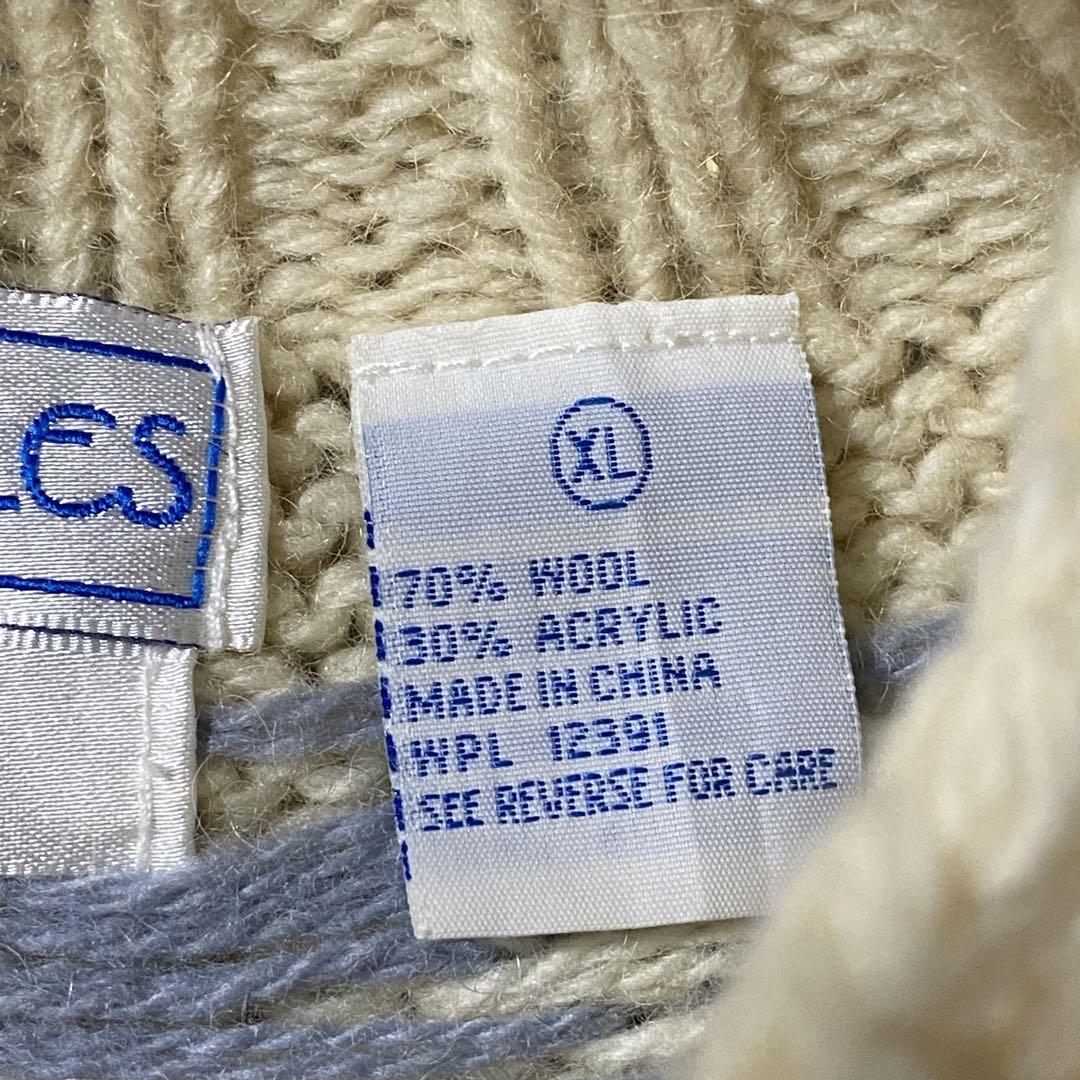 LES
XL
70% WOOL
30% ACRYLIC
MADE IN CHINA
WPL 12391
SEE REVERSE FOR CARE